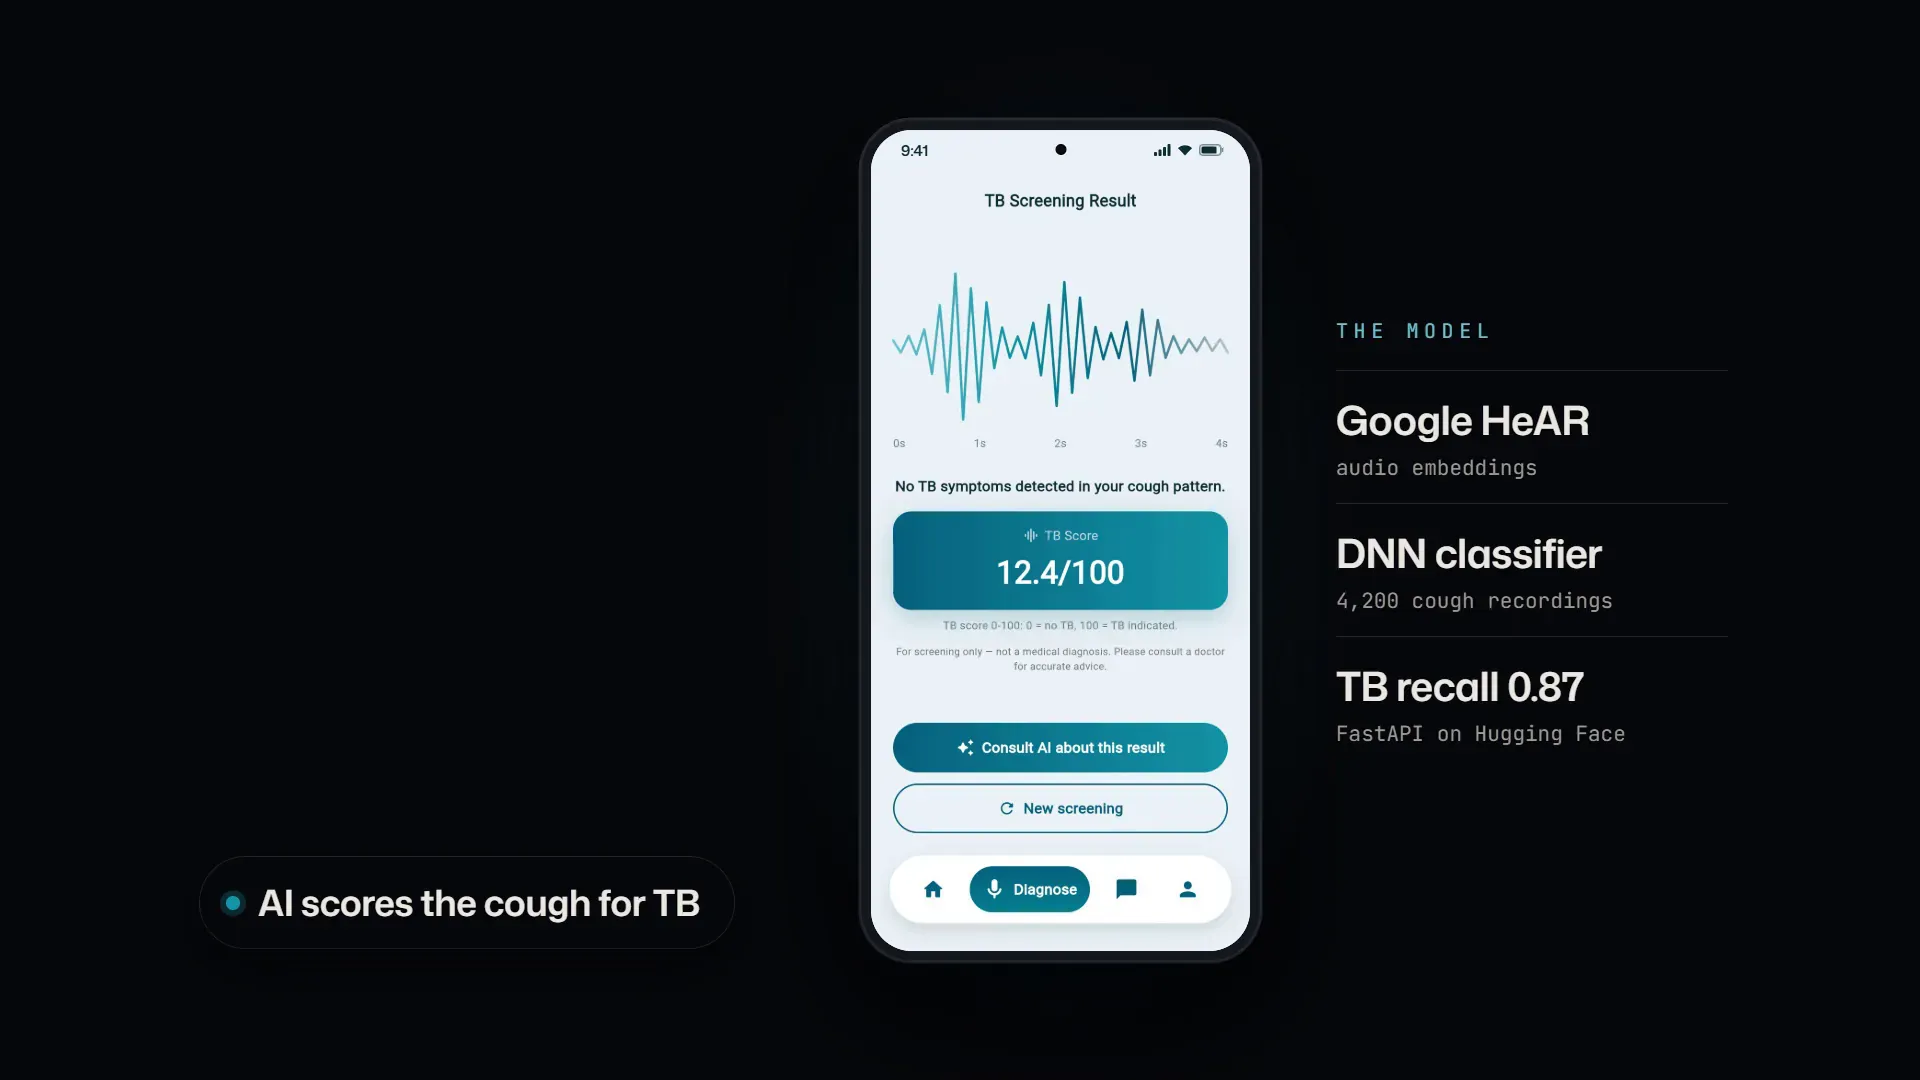 9:41
TB Screening Result
0s 1s 2s 3s 4s
No TB symptoms detected in your cough pattern.
TB Score
12.4/100
TB score 0-100: 0 = no TB, 100 = TB indicated.
For screening only — not a medical diagnosis. Please consult a doctor
for accurate advice.
Consult AI about this result
New screening
Diagnose
THE MODEL
Google HeAR
audio embeddings
DNN classifier
4,200 cough recordings
TB recall 0.87
FastAPI on Hugging Face
AI scores the cough for TB